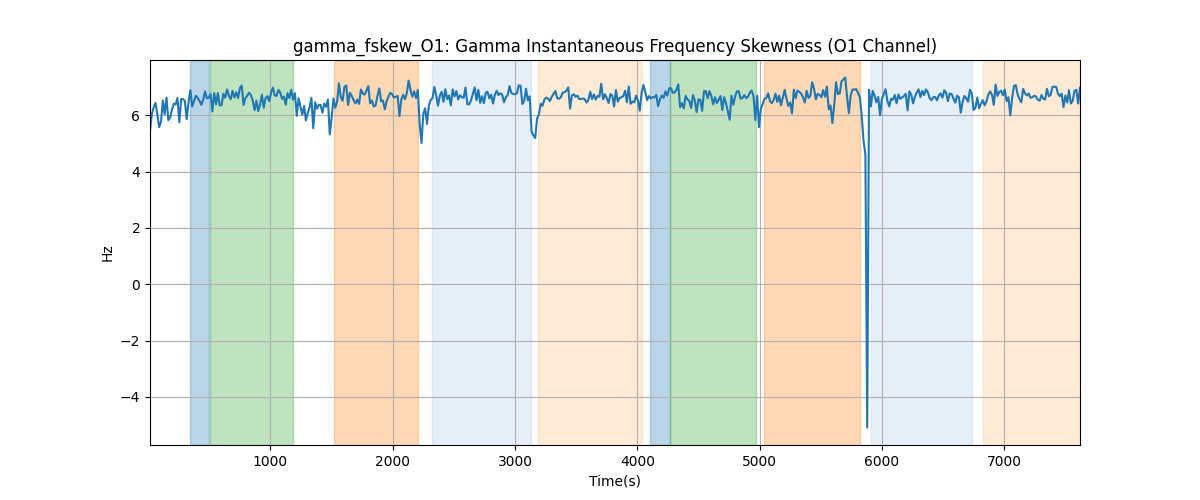 gamma_fskew_O1: Gamma Instantaneous Frequency Skewness (O1 Channel)
6
4
2
0
−2
−4
Hz
1000 2000 3000 4000 5000 6000 7000
Time(s)